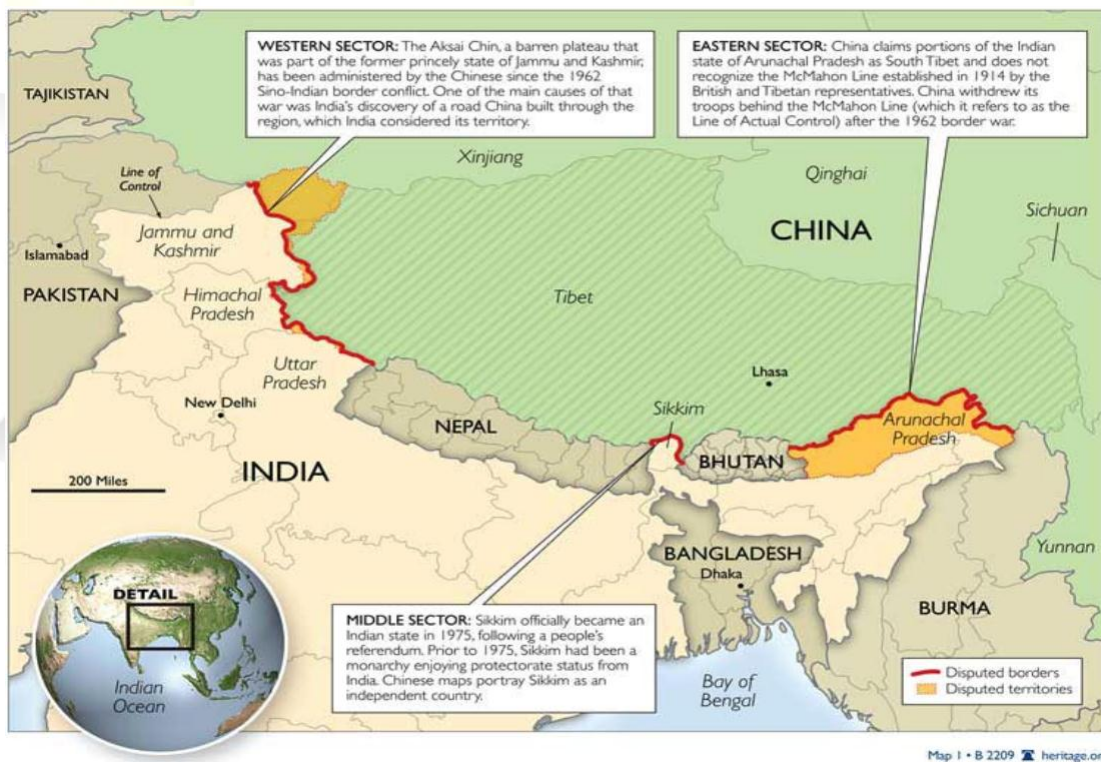 WESTERN SECTOR: The Aksai Chin, a barren plateau that
was part of the former princely state of Jammu and Kashmir,
has been administered by the Chinese since the 1962
Sino-Indian border conflict. One of the main causes of that
war was India's discovery of a road China built through the
region, which India considered its territory.
EASTERN SECTOR: China claims portions of the Indian
state of Arunachal Pradesh as South Tibet and does not
recognize the McMahon Line established in 1914 by the
British and Tibetan representatives. China withdrew its
troops behind the McMahon Line (which it refers to as the
Line of Actual Control) after the 1962 border war.
TAJIKISTAN
Xinjiang
Qinghai
Line of
Control
CHINA
Sichuan
Jammu and
Kashmir
Islamabad
PAKISTAN
Himachal
Pradesh
Tibet
Uttar
Pradesh
Lhasa
New Delhi
NEPAL
Sikkim
Arunachal
Pradesh
BHUTAN
INDIA
200 Miles
BANGLADESH
Dhaka
Yunnan
BURMA
DETAIL
Indian
Ocean
MIDDLE SECTOR: Sikkim officially became an
Indian state in 1975, following a people's
referendum. Prior to 1975, Sikkim had been a
monarchy enjoying protectorate status from
India. Chinese maps portray Sikkim as an
independent country.
Bay of
Bengal
Disputed borders
Disputed territories
Map 1 • B 2209 heritage.or